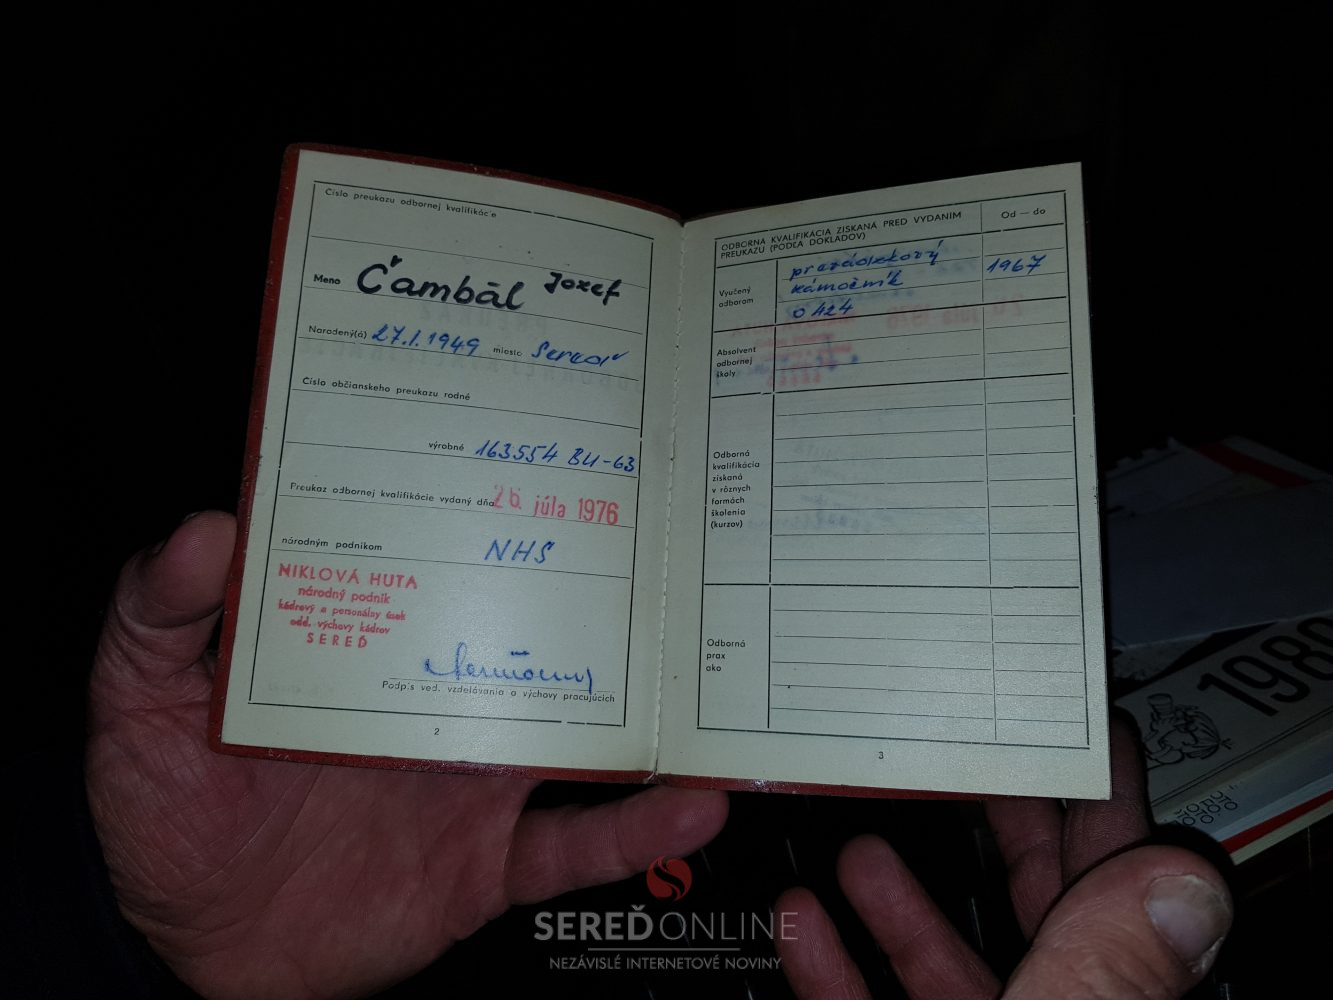 Číslo preukazu odbornej kvalifikácie
Meno Čambál Jozef
Narodený(á) 27.1.1949 miesto Sereď
Číslo občianskeho preukazu rodné
výrobné 163554 BU-63
Preukaz odbornej kvalifikácie vydaný dňa 26. júla 1976
národným podnikom NHS
NIKLOVÁ HUTA
národný podnik
kádrový a personálny úsek
odd. výchovy kádrov
SEREĎ
Podpis ved. vzdelávania a výchovy pracujúcich
2
ODBORNÁ KVALIFIKÁCIA ZÍSKANÁ PRED VYDANÍM
PREUKAZU (PODĽA DOKLADOV)
Od — do
Vyučený
odborom
prevádzkový
zámočník
0424
1967
Absolvent
odbornej
školy
Odborná
kvalifikácia
získaná
v rôznych
formách
školenia
(kurzov)
Odborná
prax
ako
3
198
SEREĎONLINE
NEZÁVISLÉ INTERNETOVÉ NOVINY